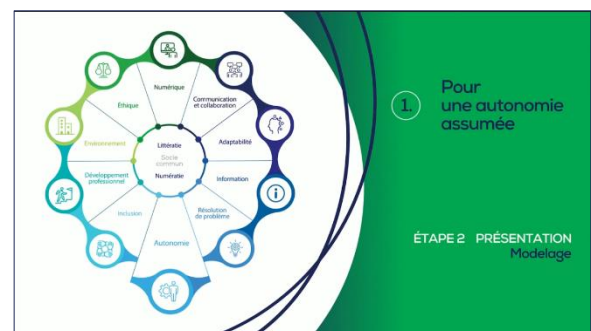 Numérique
Communication
et collaboration
Adaptabilité
Information
Résolution
de problème
Autonomie
Inclusion
Développement
professionnel
Environnement
Éthique
Littératie
Socle
commun
Numératie
1.
Pour
une autonomie
assumée
ÉTAPE 2 PRÉSENTATION
Modelage